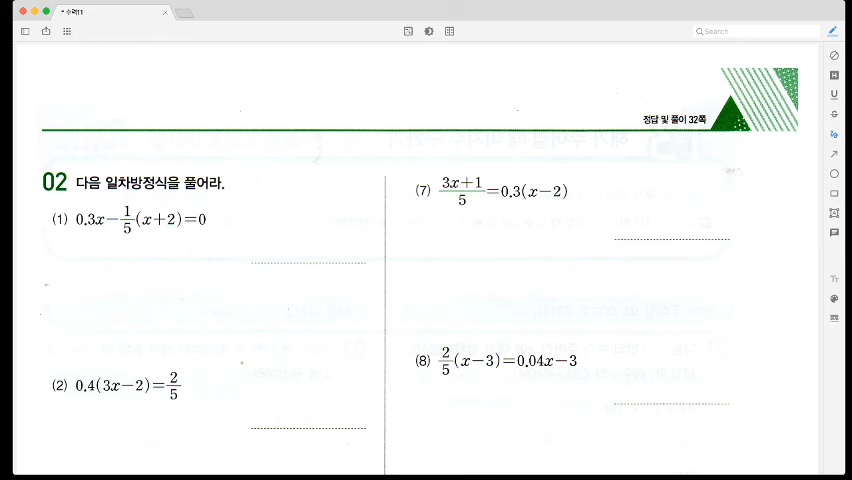 수력11
Search
정답 및 풀이 32쪽
02 다음 일차방정식을 풀어라.
(1) 0.3x−1/5(x+2)=0
(2) 0.4(3x−2)=2/5
(7) (3x+1)/5=0.3(x−2)
(8) 2/5(x−3)=0.04x−3